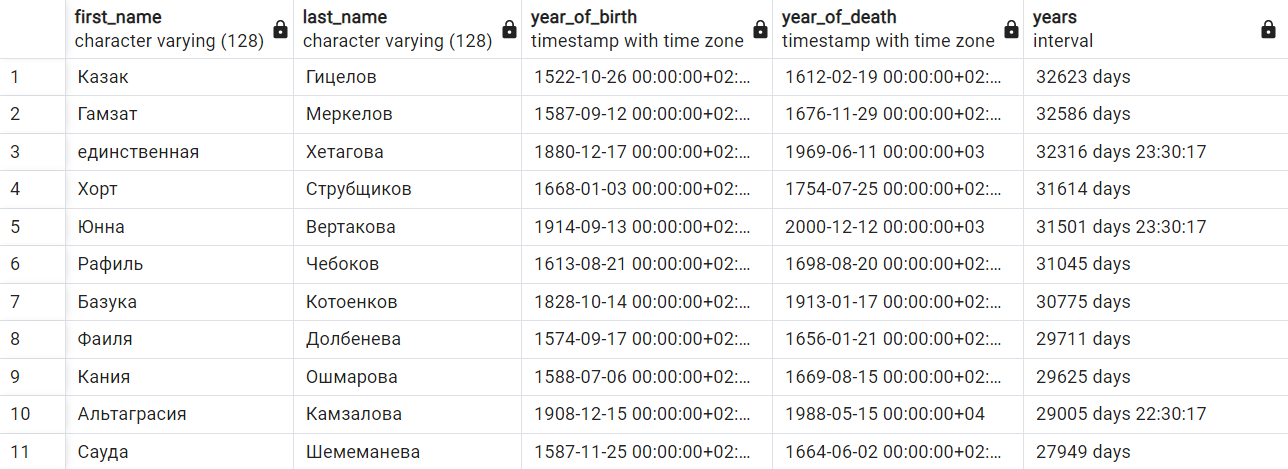 first_name last_name year_of_birth year_of_death years
character varying (128) character varying (128) timestamp with time zone timestamp with time zone interval
1 Казак Гицелов 1522-10-26 00:00:00+02:… 1612-02-19 00:00:00+02:… 32623 days
2 Гамзат Меркелов 1587-09-12 00:00:00+02:… 1676-11-29 00:00:00+02:… 32586 days
3 единственная Хетагова 1880-12-17 00:00:00+02:… 1969-06-11 00:00:00+03 32316 days 23:30:17
4 Хорт Струбщиков 1668-01-03 00:00:00+02:… 1754-07-25 00:00:00+02:… 31614 days
5 Юнна Вертакова 1914-09-13 00:00:00+02:… 2000-12-12 00:00:00+03 31501 days 23:30:17
6 Рафиль Чебоков 1613-08-21 00:00:00+02:… 1698-08-20 00:00:00+02:… 31045 days
7 Базука Котоенков 1828-10-14 00:00:00+02:… 1913-01-17 00:00:00+02:… 30775 days
8 Фаиля Долбенева 1574-09-17 00:00:00+02:… 1656-01-21 00:00:00+02:… 29711 days
9 Кания Ошмарова 1588-07-06 00:00:00+02:… 1669-08-15 00:00:00+02:… 29625 days
10 Альтаграсия Камзалова 1908-12-15 00:00:00+02:… 1988-05-15 00:00:00+04 29005 days 22:30:17
11 Сауда Шемеманева 1587-11-25 00:00:00+02:… 1664-06-02 00:00:00+02:… 27949 days